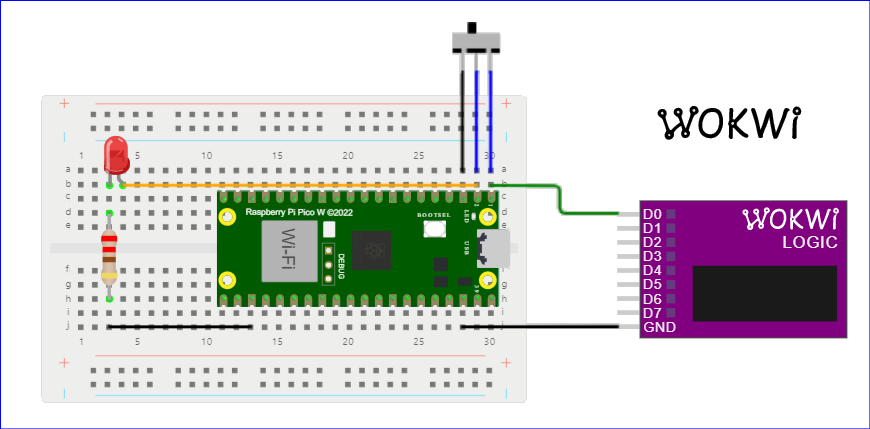 WOKWi
1 5 10 15 20 25 30
a a
b b
c c
d d
e e
Raspberry Pi Pico W ©2022
BOOTSEL
LED
USB
Wi-Fi
DEBUG
WOKWi
LOGIC
D0
D1
D2
D3
D4
D5
D6
D7
GND
f f
g g
h h
i i
j j
1 5 10 15 20 25 30